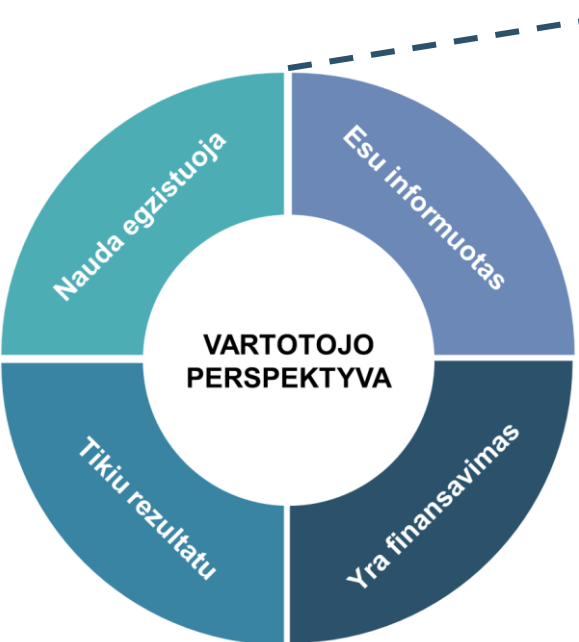 Nauda egzistuoja
Esu informuotas
VARTOTOJO
PERSPEKTYVA
Tikiu rezultatu
Yra finansavimas